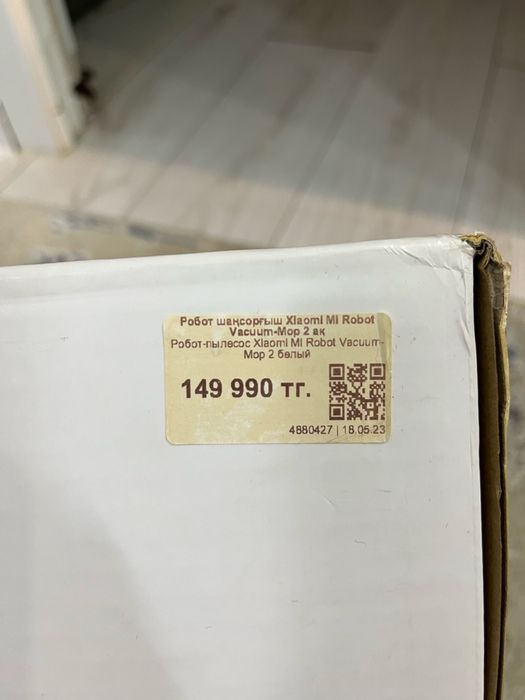 Робот шаңсорғыш Xiaomi Mi Robot
Vacuum-Mop 2 ақ
Робот-пылесос Xiaomi Mi Robot Vacuum-
Mop 2 белый
149 990 тг.
4880427 | 18.05.23